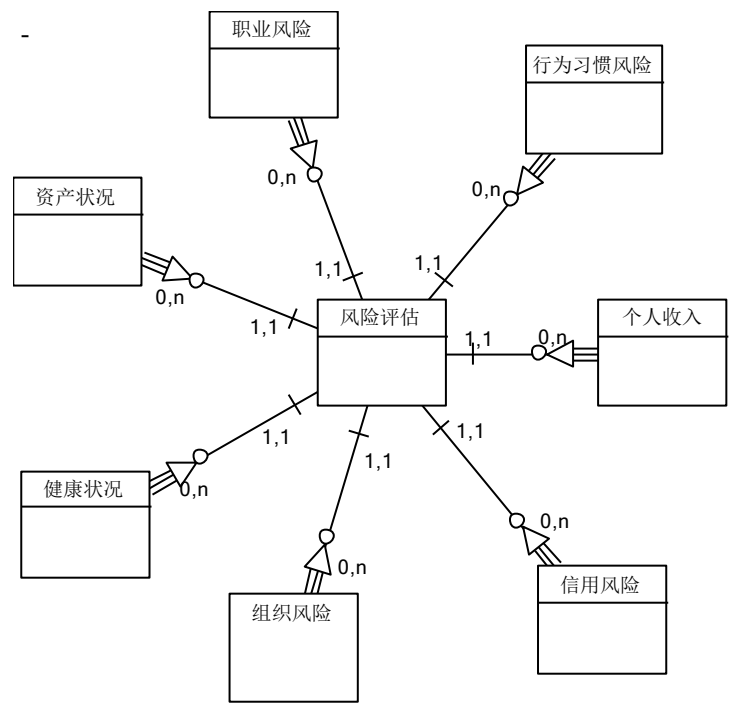 -
职业风险
行为习惯风险
0,n
0,n
资产状况
1,1
1,1
0,n
1,1
风险评估
个人收入
1,1
0,n
健康状况
0,n
1,1
1,1
1,1
0,n
0,n
组织风险
信用风险